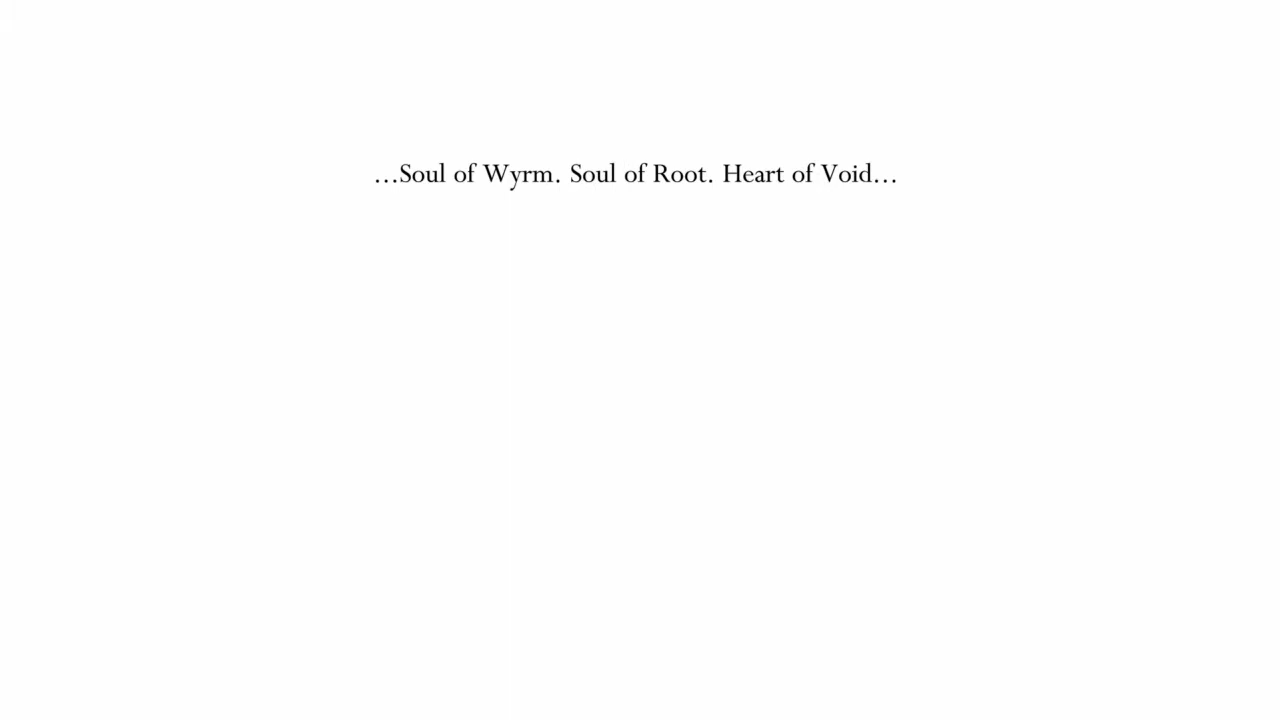 …Soul of Wyrm. Soul of Root. Heart of Void…